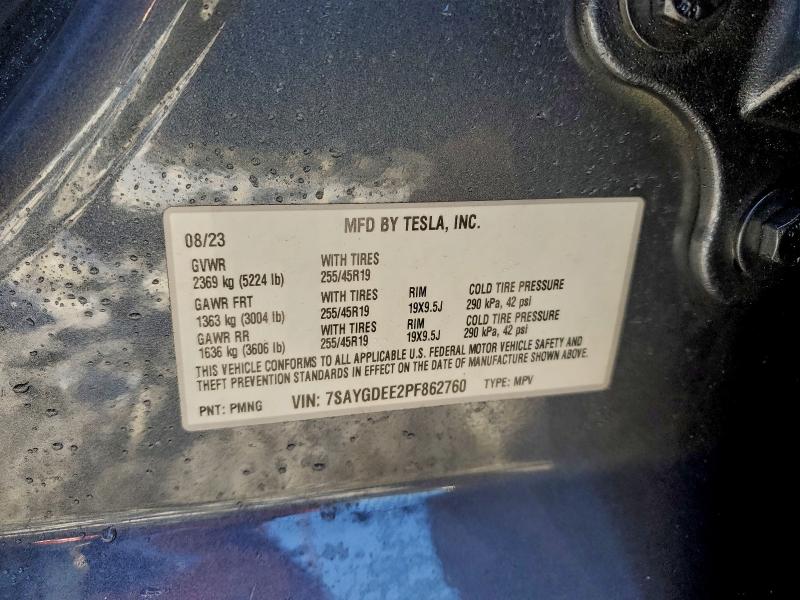 MFD BY TESLA, INC.
08/23
GVWR WITH TIRES
2369 kg (5224 lb) 255/45R19
GAWR FRT WITH TIRES RIM COLD TIRE PRESSURE
1363 kg (3004 lb) 255/45R19 19X9.5J 290 kPa, 42 psi
GAWR RR WITH TIRES RIM COLD TIRE PRESSURE
1636 kg (3606 lb) 255/45R19 19X9.5J 290 kPa, 42 psi
THIS VEHICLE CONFORMS TO ALL APPLICABLE U.S. FEDERAL MOTOR VEHICLE SAFETY AND
THEFT PREVENTION STANDARDS IN EFFECT ON THE DATE OF MANUFACTURE SHOWN ABOVE.
PNT: PMNG VIN: 7SAYGDEE2PF862760 TYPE: MPV